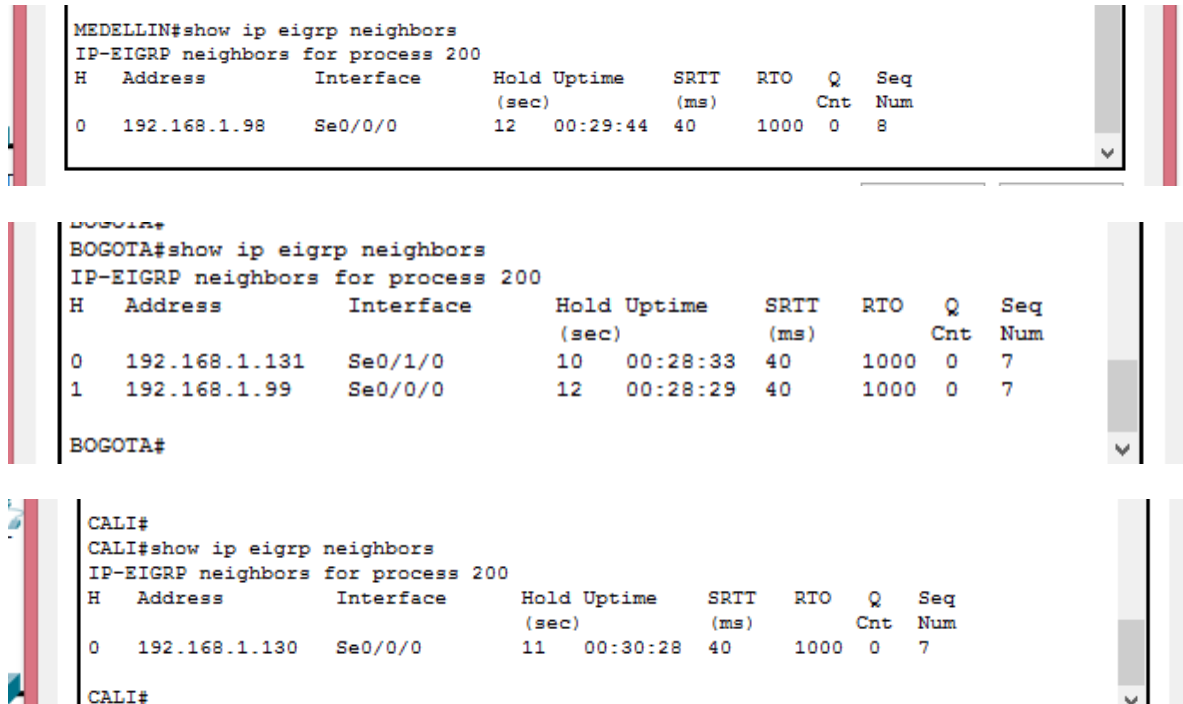 MEDELLIN#show ip eigrp neighbors
IP-EIGRP neighbors for process 200
H Address Interface Hold Uptime SRTT RTO Q Seq
(sec) (ms) Cnt Num
0 192.168.1.98 Se0/0/0 12 00:29:44 40 1000 0 8
BOGOTA#
BOGOTA#show ip eigrp neighbors
IP-EIGRP neighbors for process 200
H Address Interface Hold Uptime SRTT RTO Q Seq
(sec) (ms) Cnt Num
0 192.168.1.131 Se0/1/0 10 00:28:33 40 1000 0 7
1 192.168.1.99 Se0/0/0 12 00:28:29 40 1000 0 7
BOGOTA#
CALI#
CALI#show ip eigrp neighbors
IP-EIGRP neighbors for process 200
H Address Interface Hold Uptime SRTT RTO Q Seq
(sec) (ms) Cnt Num
0 192.168.1.130 Se0/0/0 11 00:30:28 40 1000 0 7
CALI#